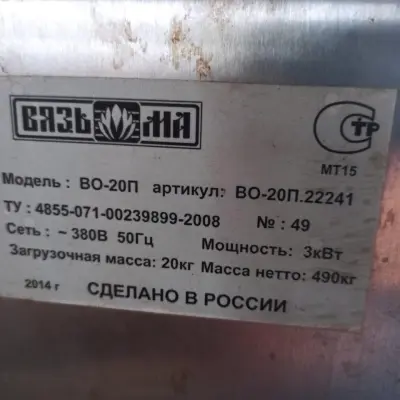 ВЯЗЬМА
СТР
МТ15
Модель : ВО-20П артикул: ВО-20П.22241
ТУ : 4855-071-00239899-2008 № : 49
Сеть : ~ 380В 50Гц Мощность: 3кВт
Загрузочная масса: 20кг Масса нетто: 490кг
2014 г СДЕЛАНО В РОССИИ